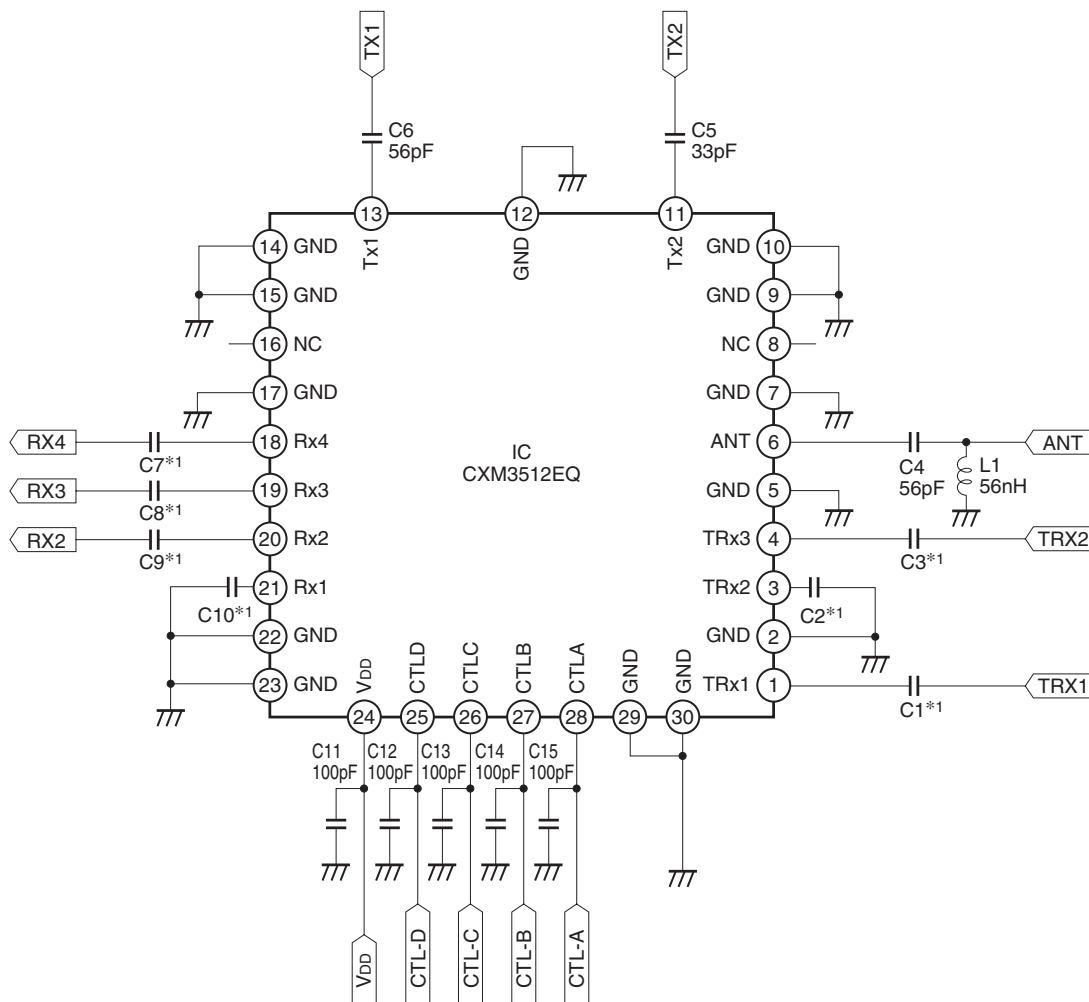 TX1
TX2
C6
56pF
C5
33pF
13
12
11
Tx1
GND
Tx2
14 GND
GND 10
15 GND
GND 9
16 NC
NC 8
17 GND
GND 7
RX4
C7*1
18 Rx4
IC
CXM3512EQ
ANT 6
C4
56pF
L1
56nH
ANT
RX3
C8*1
19 Rx3
GND 5
RX2
C9*1
20 Rx2
TRx3 4
C3*1
TRX2
C10*1
21 Rx1
TRx2 3
C2*1
22 GND
GND 2
23 GND
TRx1 1
C1*1
TRX1
VDD
CTLD
CTLC
CTLB
CTLA
GND
GND
24
25
26
27
28
29
30
C11
100pF
C12
100pF
C13
100pF
C14
100pF
C15
100pF
VDD
CTL-D
CTL-C
CTL-B
CTL-A